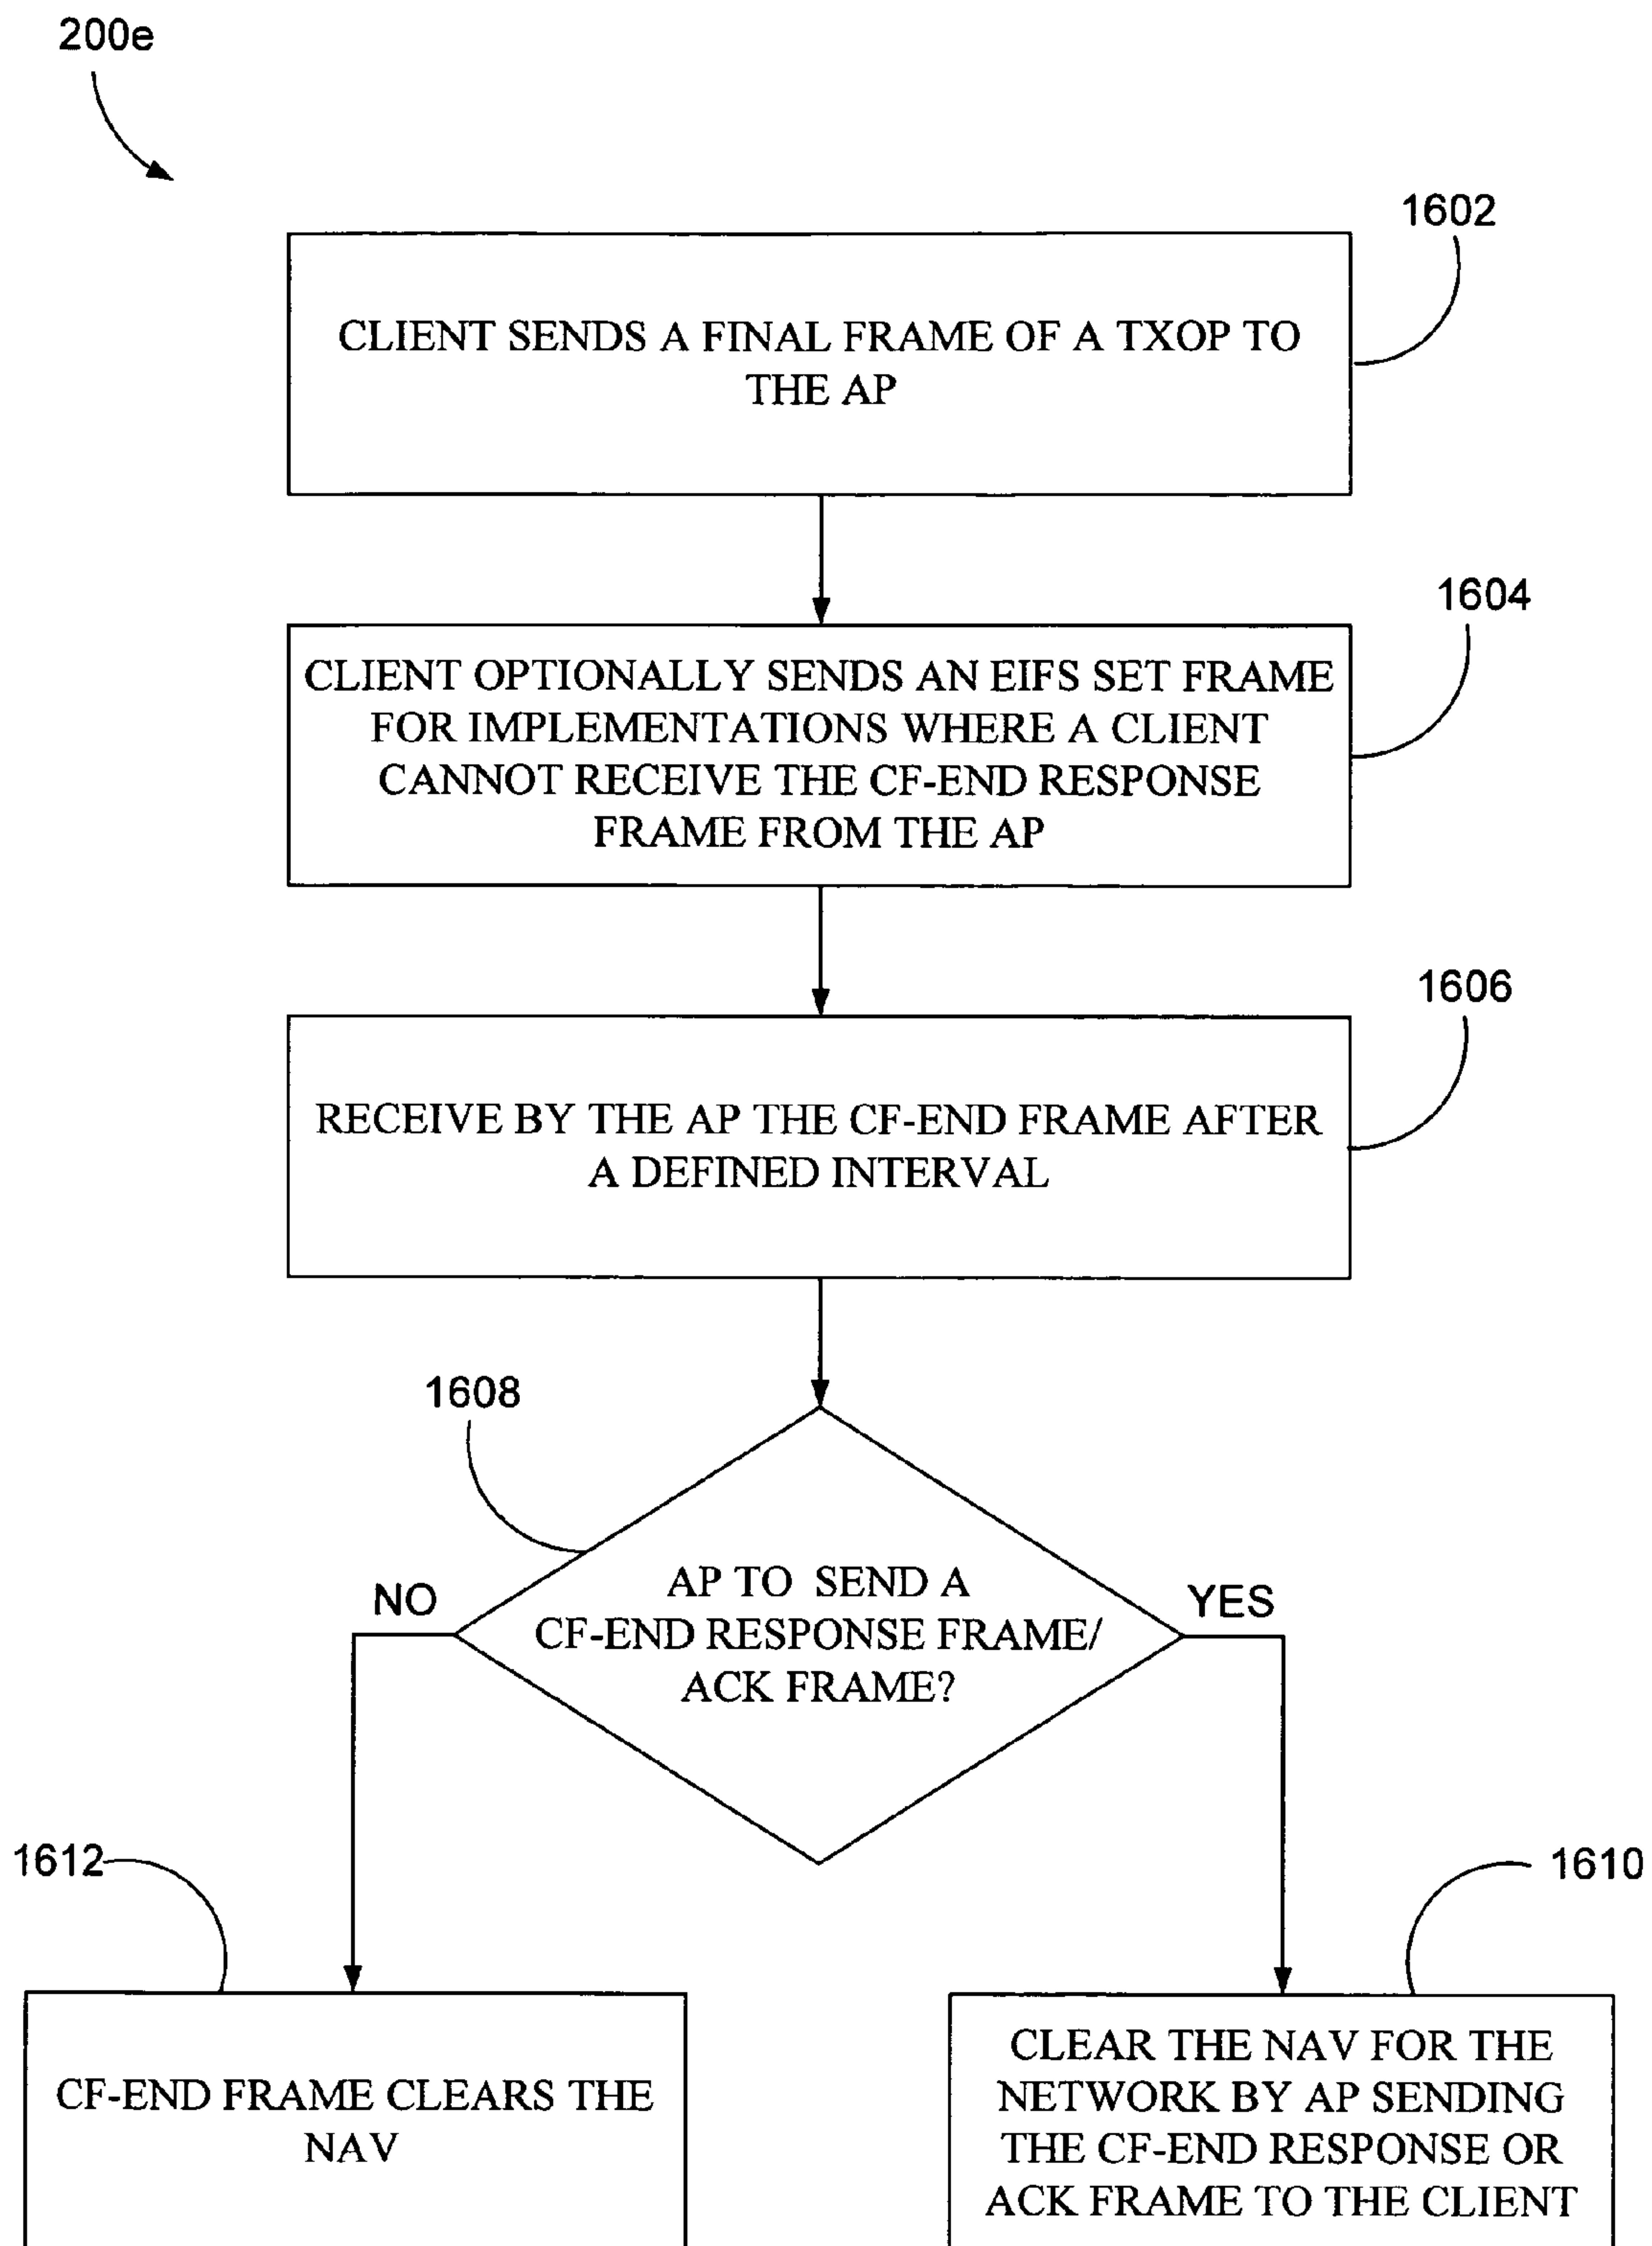 200e
1602
CLIENT SENDS A FINAL FRAME OF A TXOP TO
THE AP
1604
CLIENT OPTIONALLY SENDS AN EIFS SET FRAME
FOR IMPLEMENTATIONS WHERE A CLIENT
CANNOT RECEIVE THE CF-END RESPONSE
FRAME FROM THE AP
1606
RECEIVE BY THE AP THE CF-END FRAME AFTER
A DEFINED INTERVAL
1608
AP TO SEND A
CF-END RESPONSE FRAME/
ACK FRAME?
NO
YES
1612
1610
CF-END FRAME CLEARS THE
NAV
CLEAR THE NAV FOR THE
NETWORK BY AP SENDING
THE CF-END RESPONSE OR
ACK FRAME TO THE CLIENT